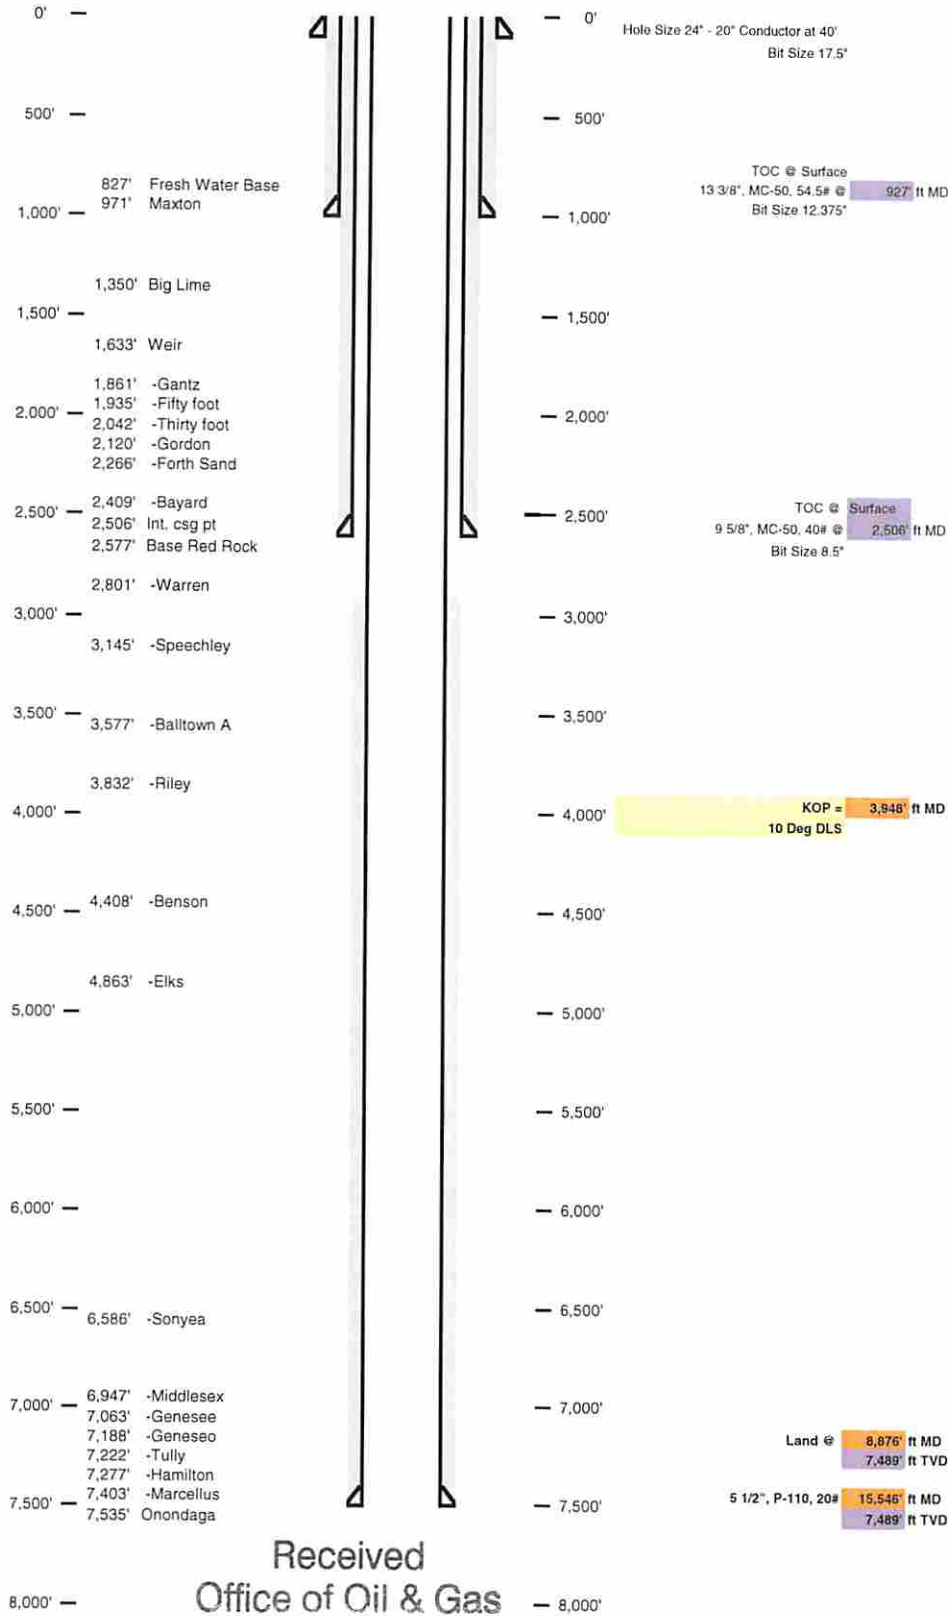 0'
0'
Hole Size 24" - 20" Conductor at 40'
Bit Size 17.5"
500'
500'
TOC @ Surface
827' Fresh Water Base
13 3/8", MC-50, 54.5# @ 927' ft MD
971' Maxton
Bit Size 12.375"
1,000'
1,000'
1,350' Big Lime
1,500'
1,500'
1,633' Weir
1,861' -Gantz
1,935' -Fifty foot
2,000'
2,000'
2,042' -Thirty foot
2,120' -Gordon
2,266' -Forth Sand
2,409' -Bayard
TOC @ Surface
2,500'
2,500'
2,506' Int. csg pt
9 5/8", MC-50, 40# @ 2,506' ft MD
2,577' Base Red Rock
Bit Size 8.5"
2,801' -Warren
3,000'
3,000'
3,145' -Speechley
3,500'
3,500'
3,577' -Balltown A
3,832' -Riley
KOP = 3,948' ft MD
4,000'
4,000'
10 Deg DLS
4,408' -Benson
4,500'
4,500'
4,863' -Elks
5,000'
5,000'
5,500'
5,500'
6,000'
6,000'
6,500'
6,500'
6,586' -Sonyea
6,947' -Middlesex
7,000'
7,000'
7,063' -Genesee
7,188' -Geneseo
Land @ 8,876' ft MD
7,222' -Tully
7,489' ft TVD
7,277' -Hamilton
7,403' -Marcellus
5 1/2", P-110, 20# 15,546' ft MD
7,500'
7,500'
7,535' Onondaga
7,489' ft TVD
Received
Office of Oil & Gas
8,000'
8,000'